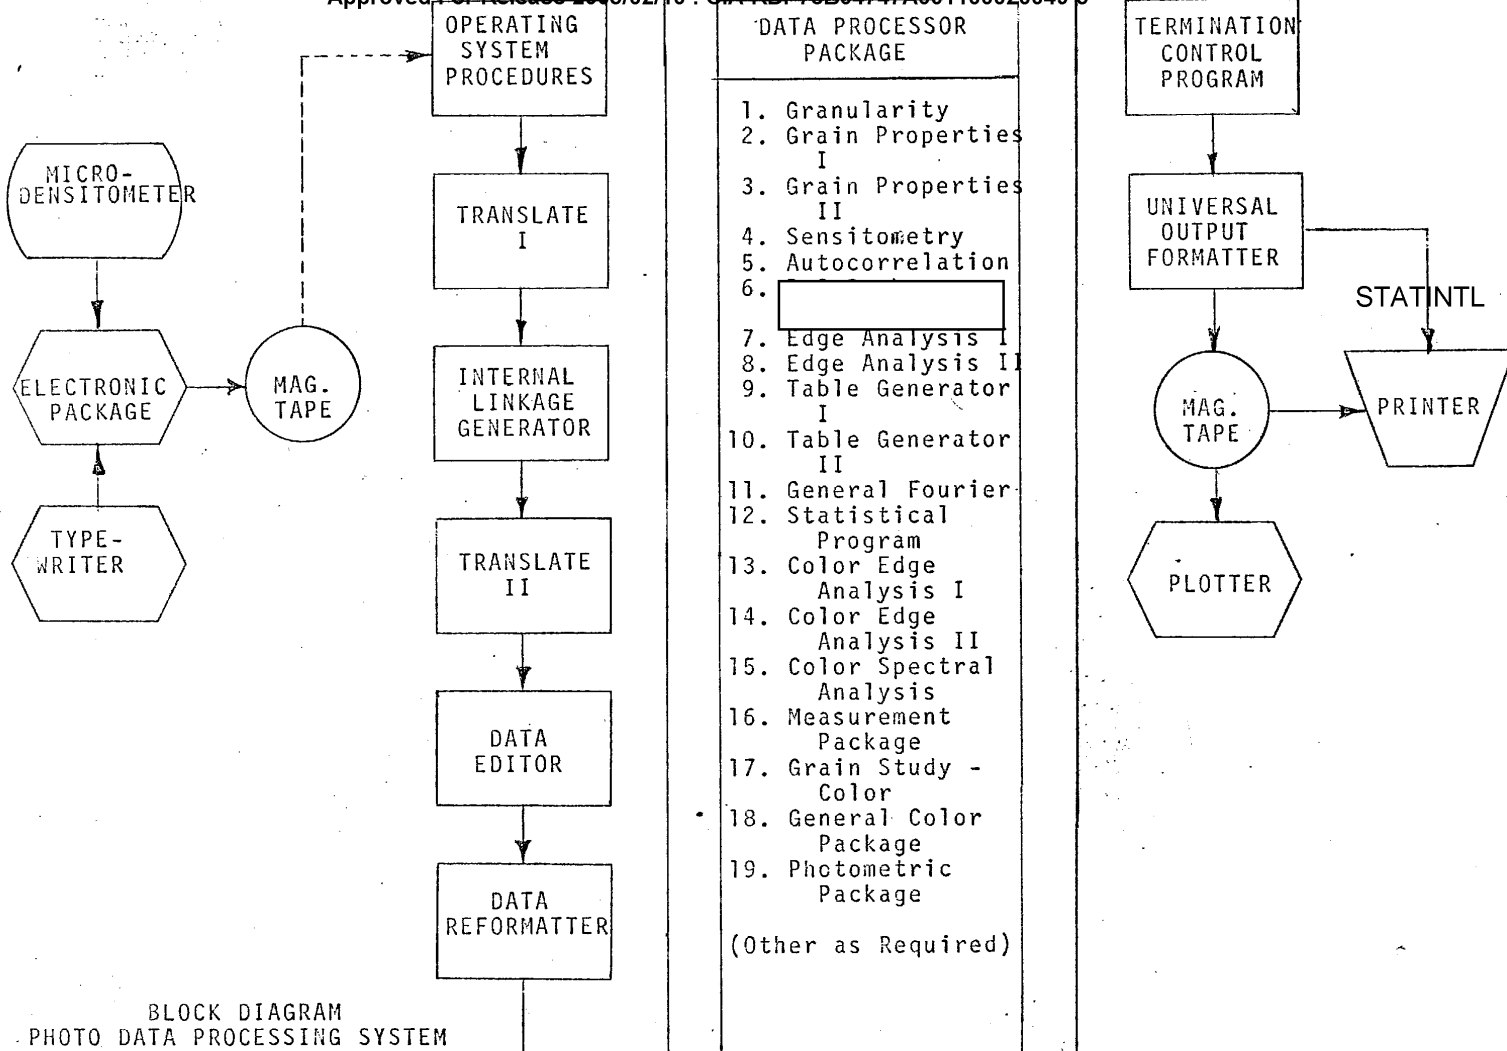 OPERATING
SYSTEM
PROCEDURES
MICRO-
DENSITOMETER
TRANSLATE
I
ELECTRONIC
PACKAGE
MAG.
TAPE
INTERNAL
LINKAGE
GENERATOR
TYPE-
WRITER
TRANSLATE
II
DATA
EDITOR
DATA
REFORMATTER
BLOCK DIAGRAM
PHOTO DATA PROCESSING SYSTEM
DATA PROCESSOR
PACKAGE
1. Granularity
2. Grain Properties
I
3. Grain Properties
II
4. Sensitometry
5. Autocorrelation
6.
7. Edge Analysis I
8. Edge Analysis II
9. Table Generator
I
10. Table Generator
II
11. General Fourier
12. Statistical
Program
13. Color Edge
Analysis I
14. Color Edge
Analysis II
15. Color Spectral
Analysis
16. Measurement
Package
17. Grain Study -
Color
18. General Color
Package
19. Photometric
Package
(Other as Required)
TERMINATION
CONTROL
PROGRAM
UNIVERSAL
OUTPUT
FORMATTER
STATINTL
MAG.
TAPE
PRINTER
PLOTTER